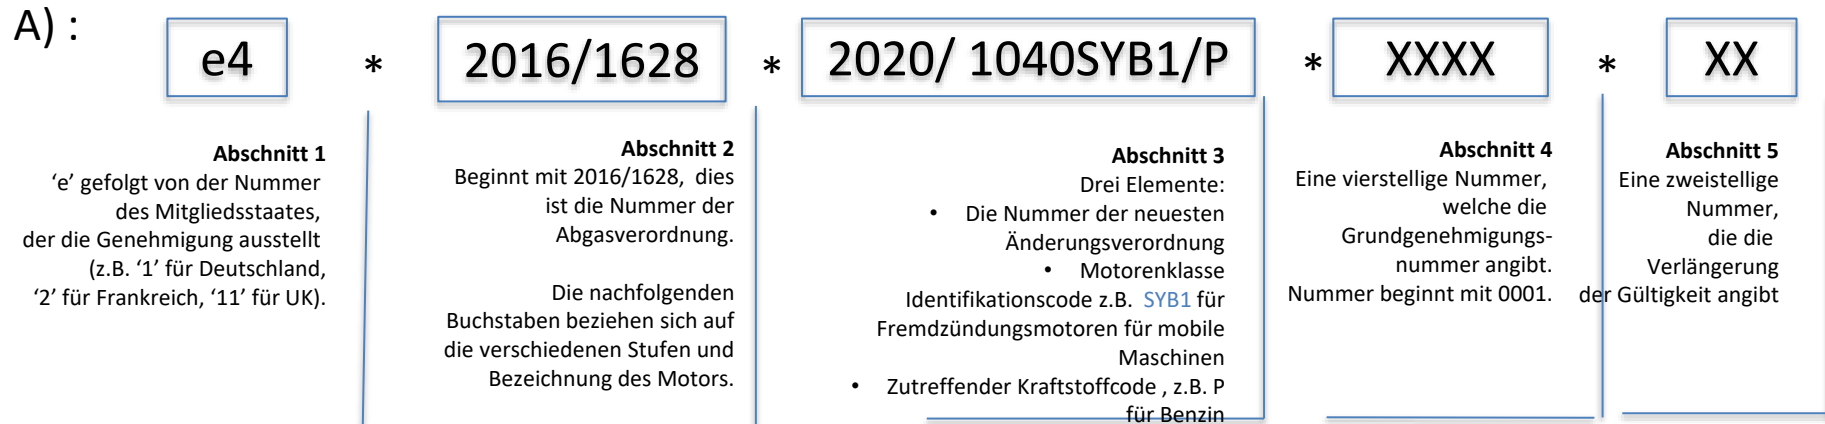 A) :
e4 * 2016/1628 * 2020/ 1040SYB1/P * XXXX * XX
Abschnitt 1
‘e’ gefolgt von der Nummer
des Mitgliedsstaates,
der die Genehmigung ausstellt
(z.B. ‘1’ für Deutschland,
‘2’ für Frankreich, ‘11’ für UK).
Abschnitt 2
Beginnt mit 2016/1628, dies
ist die Nummer der
Abgasverordnung.
Die nachfolgenden
Buchstaben beziehen sich auf
die verschiedenen Stufen und
Bezeichnung des Motors.
Abschnitt 3
Drei Elemente:
• Die Nummer der neuesten
Änderungsverordnung
• Motorenklasse
Identifikationscode z.B. SYB1 für
Fremdzündungsmotoren für mobile
Maschinen
• Zutreffender Kraftstoffcode , z.B. P
für Benzin
Abschnitt 4
Eine vierstellige Nummer,
welche die
Grundgenehmigungs-
nummer angibt.
Nummer beginnt mit 0001.
Abschnitt 5
Eine zweistellige
Nummer,
die die
Verlängerung
der Gültigkeit angibt